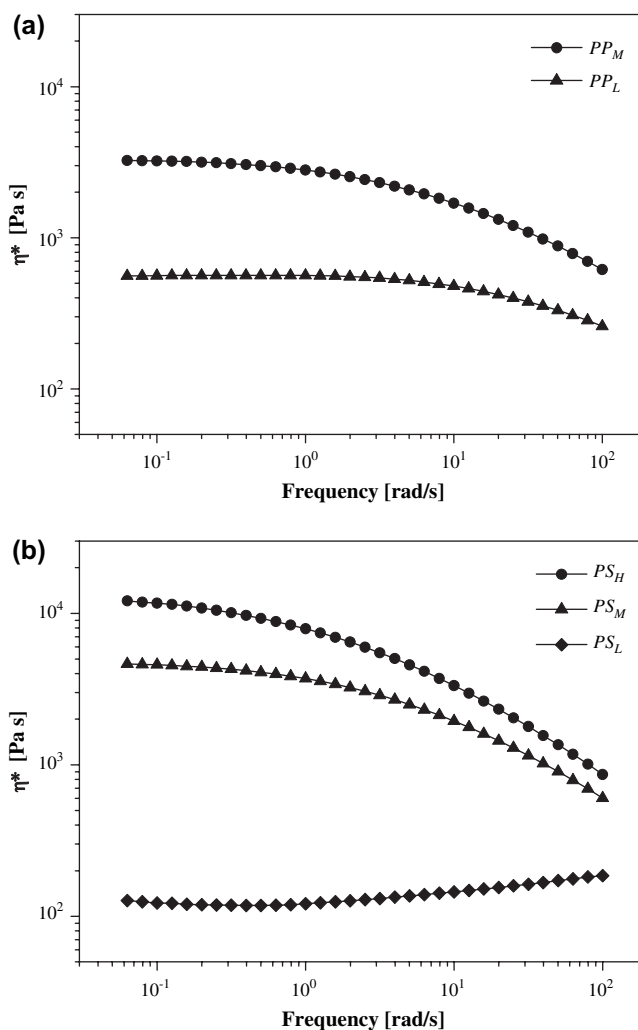 (a)
PP_M
PP_L
10^4
10^3
10^2
η* [Pa s]
10^-1 10^0 10^1 10^2
Frequency [rad/s]
(b)
PS_H
PS_M
PS_L
10^4
10^3
10^2
η* [Pa s]
10^-1 10^0 10^1 10^2
Frequency [rad/s]